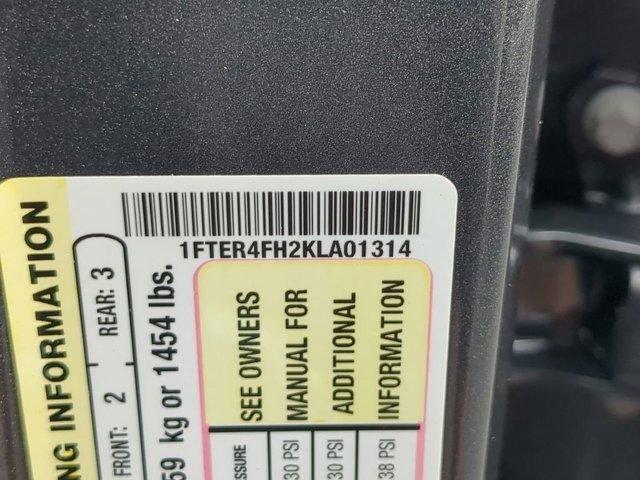 1FTER4FH2KLA01314
NG INFORMATION
FRONT: 2 REAR: 3
59 kg or 1454 lbs.
SEE OWNERS
MANUAL FOR
ADDITIONAL
INFORMATION
SSURE
30 PSI
30 PSI
38 PSI